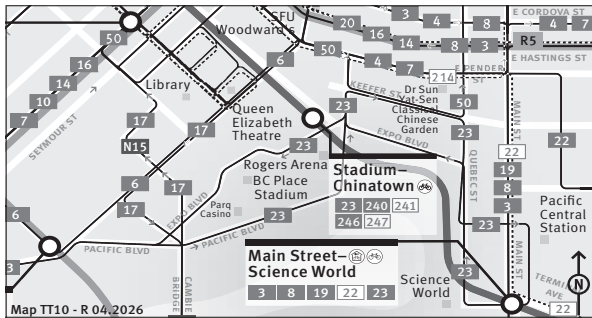 SFU
Woodward's
20
3
4
8
E CORDOVA ST
4
7
16
14
8
3
R5
50
E HASTINGS ST
50
16
14
10
7
6
4
7
E PENDER
ST
214
Library
KEEFER ST
Dr Sun
Yat-Sen
Classical
Chinese
Garden
50
MAIN ST
SEYMOUR ST
17
17
Queen
Elizabeth
Theatre
23
23
EXPO BLVD
22
22
N15
23
Rogers Arena
BC Place
Stadium
Stadium–
Chinatown
23 240 241
246 247
QUEBEC ST
19
8
3
6
17
17
EXPO BLVD
Parq
Casino
23
6
PACIFIC BLVD
PACIFIC BLVD
23
Pacific
Central
Station
3
Main Street–
Science World
3 8 19 22 23
Science
World
23
MAIN ST
TERMINAL
AVE
22
N
CAMBIE
BRIDGE
Map TT10 - R 04.2026